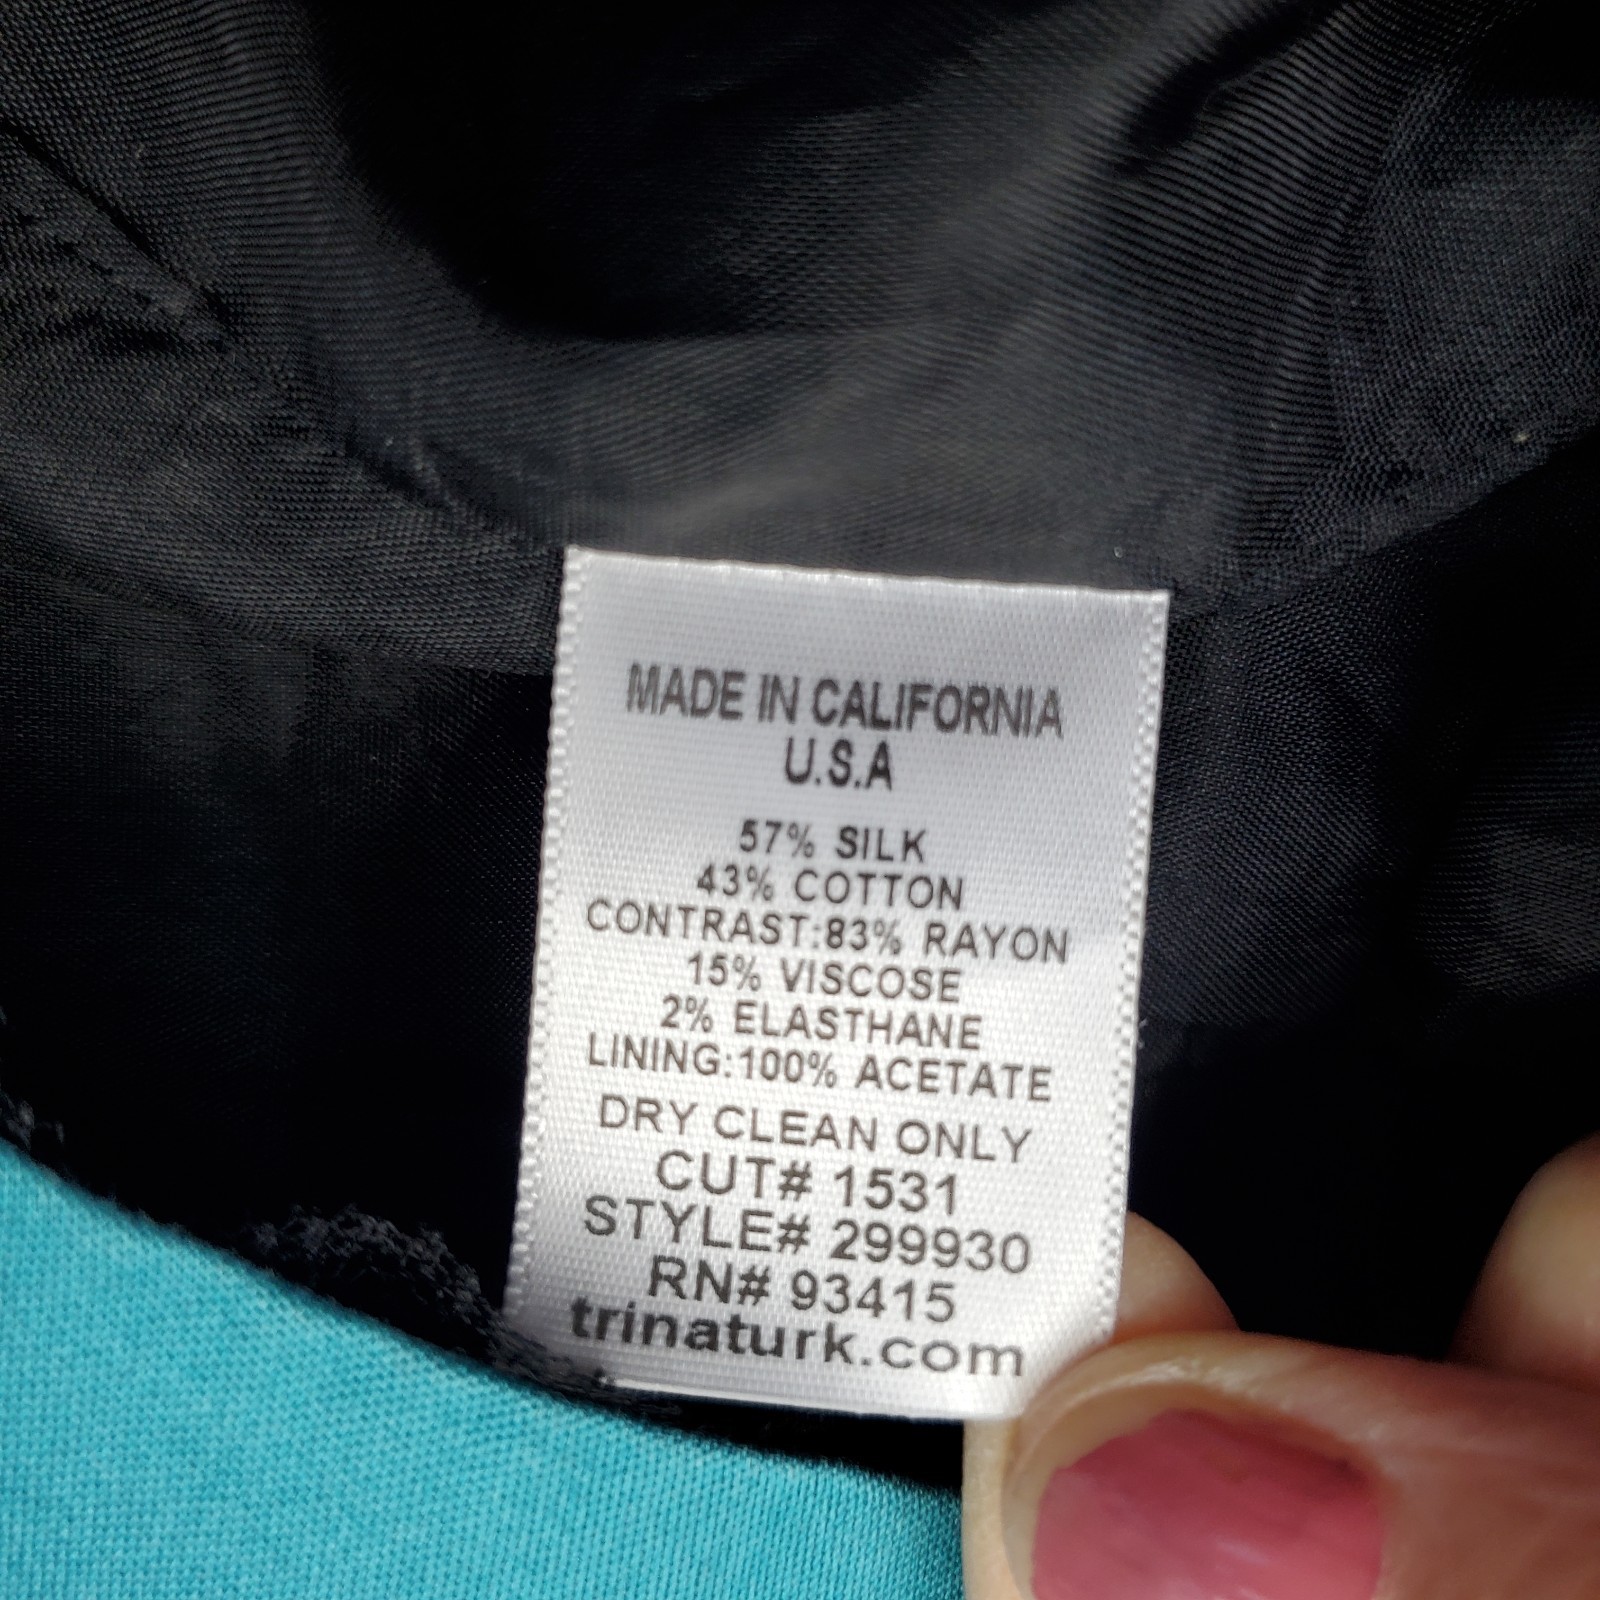 MADE IN CALIFORNIA
U.S.A
57% SILK
43% COTTON
CONTRAST:83% RAYON
15% VISCOSE
2% ELASTHANE
LINING:100% ACETATE
DRY CLEAN ONLY
CUT# 1531
STYLE# 299930
RN# 93415
trinaturk.com